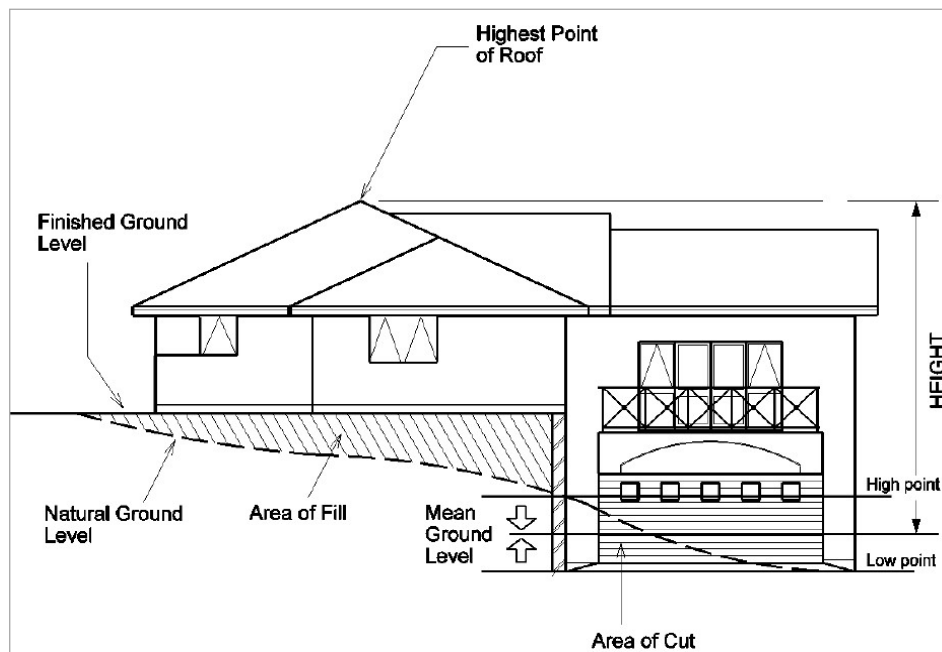 Highest Point
of Roof
Finished Ground
Level
HEIGHT
High point
Natural Ground
Level
Area of Fill
Mean
Ground
Level
Low point
Area of Cut